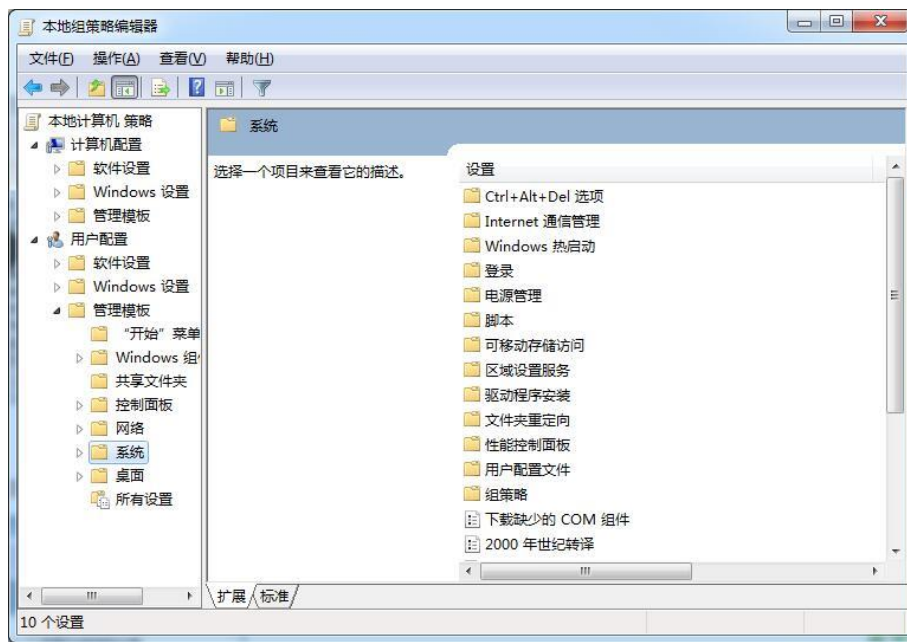 本地组策略编辑器
文件(F) 操作(A) 查看(V) 帮助(H)
本地计算机 策略
计算机配置
软件设置
Windows 设置
管理模板
用户配置
软件设置
Windows 设置
管理模板
"开始"菜单
Windows 组
共享文件夹
控制面板
网络
系统
桌面
所有设置
系统
选择一个项目来查看它的描述。
设置
Ctrl+Alt+Del 选项
Internet 通信管理
Windows 热启动
登录
电源管理
脚本
可移动存储访问
区域设置服务
驱动程序安装
文件夹重定向
性能控制面板
用户配置文件
组策略
下载缺少的 COM 组件
2000 年世纪转译
扩展 标准
10 个设置